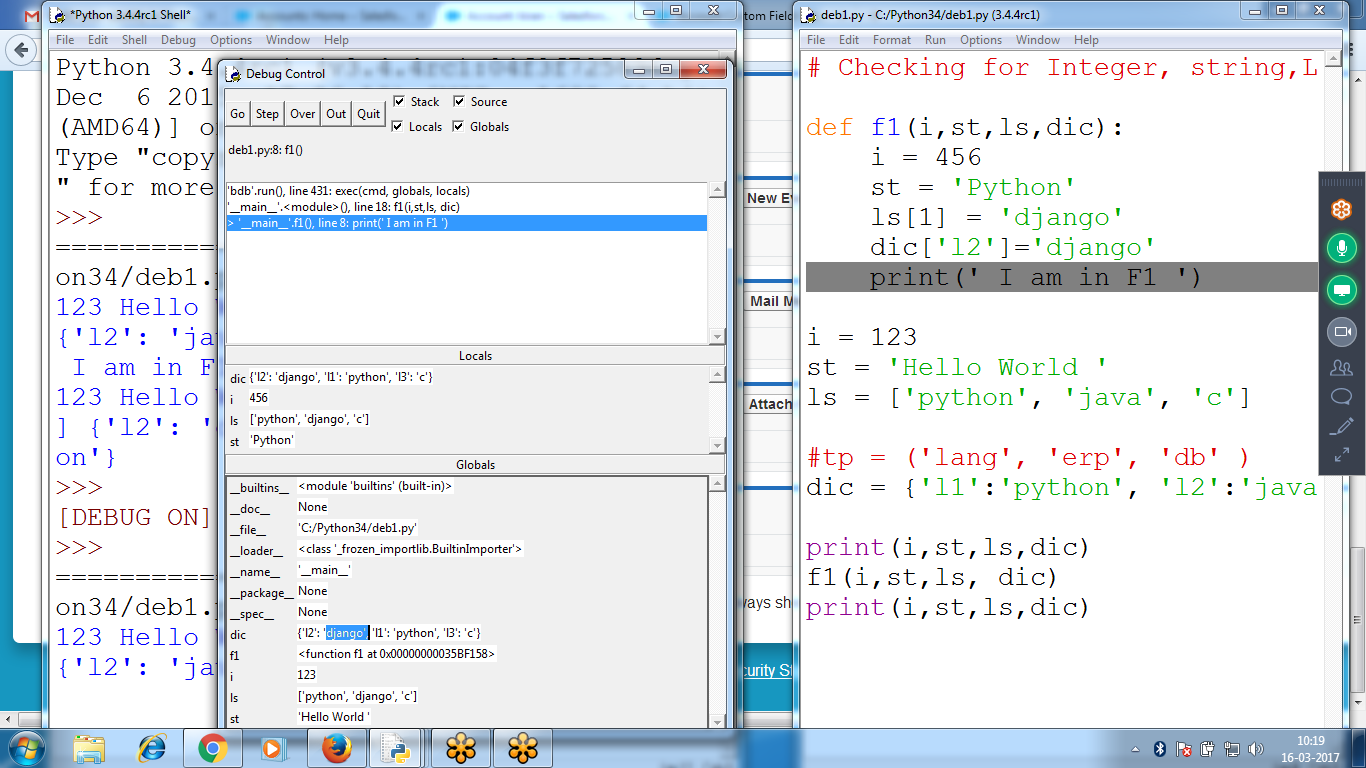 *Python 3.4.4rc1 Shell*
File Edit Shell Debug Options Window Help
Python 3.4
Dec 6 201
(AMD64)] o
Type "copy
" for more
>>>
on34/deb1.p
123 Hello
{'l2': 'ja
I am in F
123 Hello
] {'l2': '
on'}
>>>
[DEBUG ON]
>>>
on34/deb1.p
123 Hello
{'l2': 'ja
Debug Control
Go Step Over Out Quit
Stack Source
Locals Globals
deb1.py:8: f1()
'bdb'.run(), line 431: exec(cmd, globals, locals)
'__main__'.<module>(), line 18: f1(i,st,ls, dic)
> '__main__'.f1(), line 8: print(' I am in F1 ')
Locals
dic {'l2': 'django', 'l1': 'python', 'l3': 'c'}
i 456
ls ['python', 'django', 'c']
st 'Python'
Globals
__builtins__ <module 'builtins' (built-in)>
__doc__ None
__file__ 'C:/Python34/deb1.py'
__loader__ <class '_frozen_importlib.BuiltinImporter'>
__name__ '__main__'
__package__ None
__spec__ None
dic {'l2': 'django', 'l1': 'python', 'l3': 'c'}
f1 <function f1 at 0x00000000035BF158>
i 123
ls ['python', 'django', 'c']
st 'Hello World '
tom Field
New Ev
Mail M
Attach
ways sh
curity St
deb1.py - C:/Python34/deb1.py (3.4.4rc1)
File Edit Format Run Options Window Help
# Checking for Integer, string,L
def f1(i,st,ls,dic):
i = 456
st = 'Python'
ls[1] = 'django'
dic['l2']='django'
print(' I am in F1 ')
i = 123
st = 'Hello World '
ls = ['python', 'java', 'c']
#tp = ('lang', 'erp', 'db' )
dic = {'l1':'python', 'l2':'java
print(i,st,ls,dic)
f1(i,st,ls, dic)
print(i,st,ls,dic)
10:19
16-03-2017